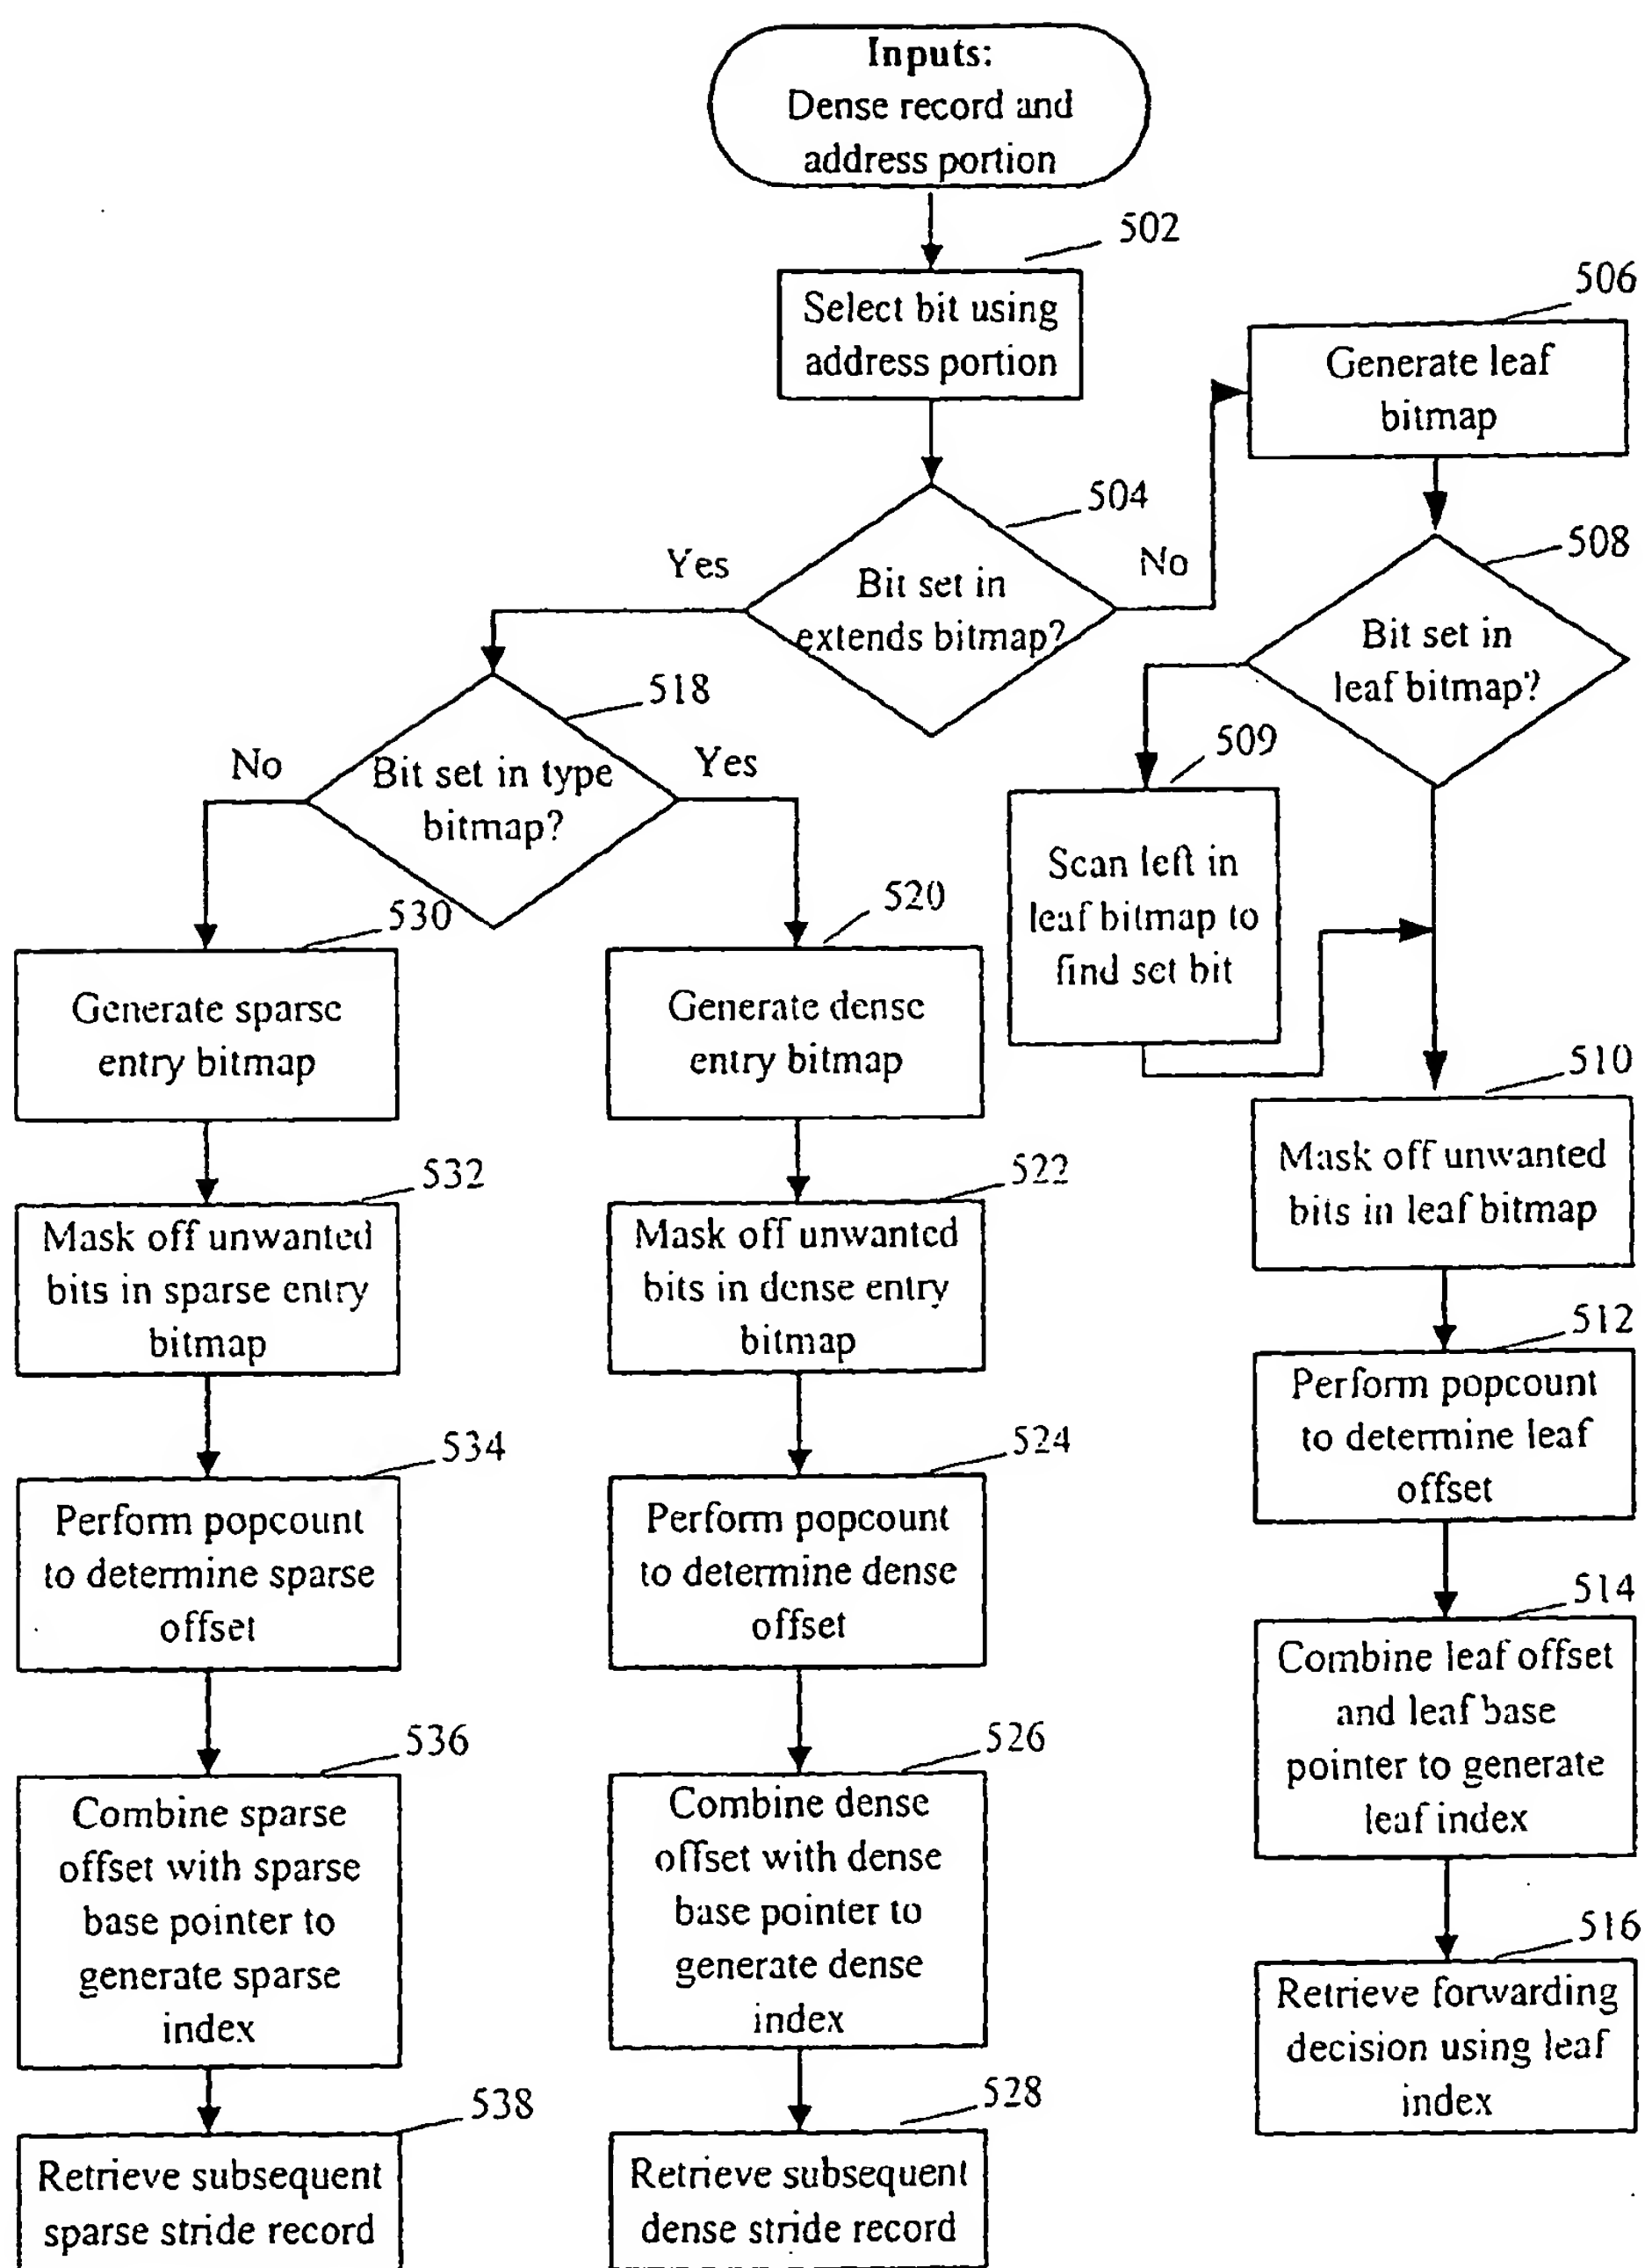 Inputs:
Dense record and
address portion
502
Select bit using
address portion
506
Generate leaf
bitmap
504
Yes
No
Bit set in
extends bitmap?
508
Bit set in
leaf bitmap?
518
No
Yes
Bit set in type
bitmap?
509
Scan left in
leaf bitmap to
find set bit
530
Generate sparse
entry bitmap
520
Generate dense
entry bitmap
510
Mask off unwanted
bits in leaf bitmap
532
Mask off unwanted
bits in sparse entry
bitmap
522
Mask off unwanted
bits in dense entry
bitmap
512
Perform popcount
to determine leaf
offset
534
Perform popcount
to determine sparse
offset
524
Perform popcount
to determine dense
offset
514
Combine leaf offset
and leaf base
pointer to generate
leaf index
536
Combine sparse
offset with sparse
base pointer to
generate sparse
index
526
Combine dense
offset with dense
base pointer to
generate dense
index
516
Retrieve forwarding
decision using leaf
index
538
Retrieve subsequent
sparse stride record
528
Retrieve subsequent
dense stride record